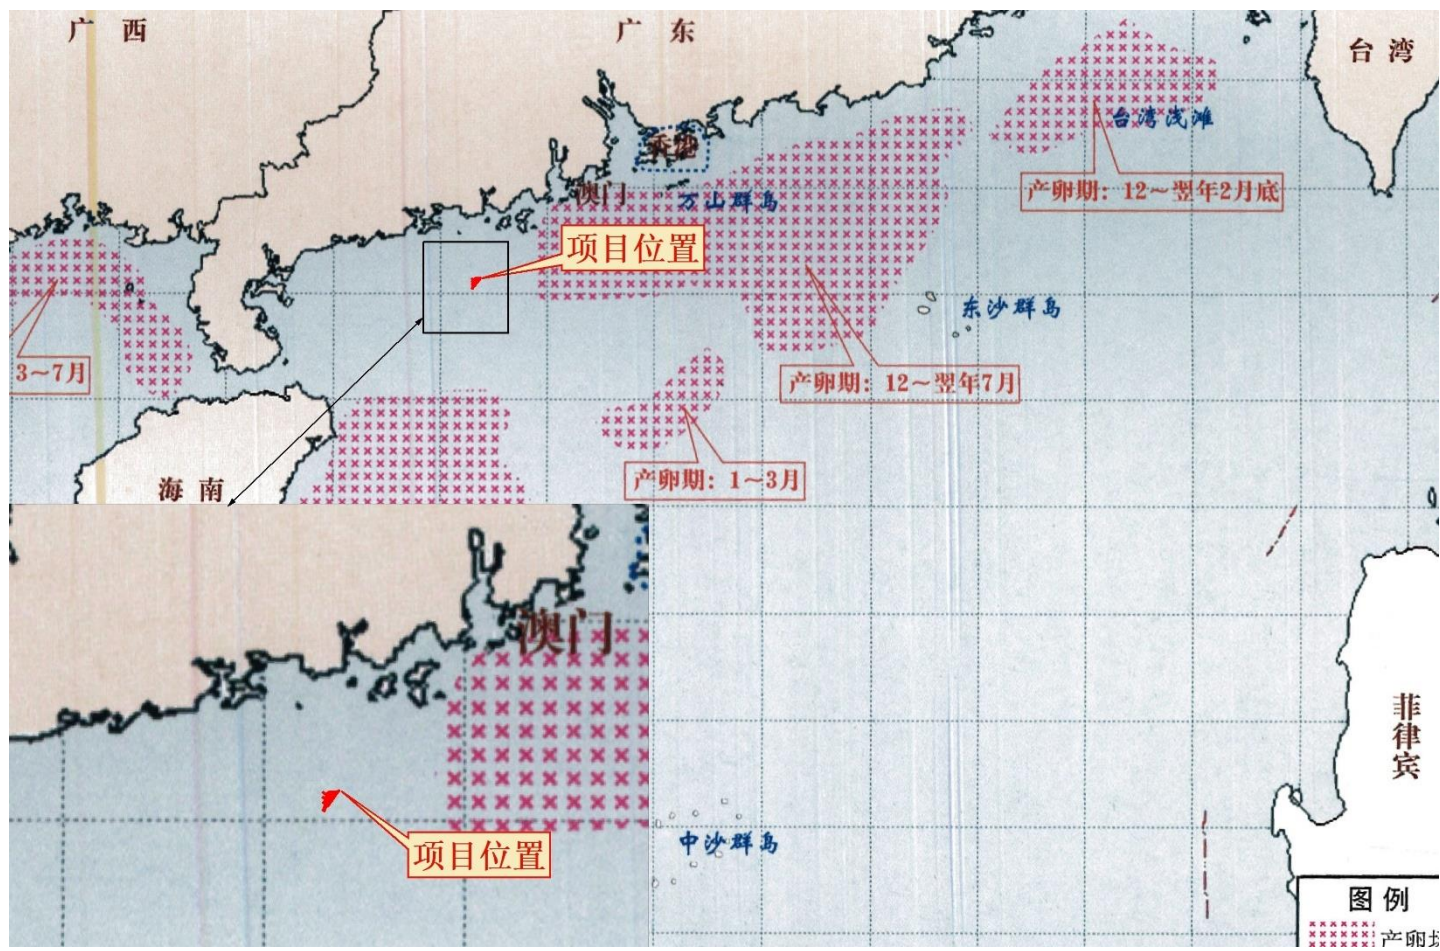 广 西
广 东
台 湾
香港
台湾浅滩
澳门
万山群岛
产卵期：12～翌年2月底
项目位置
东沙群岛
3～7月
产卵期：12～翌年7月
产卵期：1～3月
海 南
澳门
项目位置
菲律宾
中沙群岛
图 例
产卵场